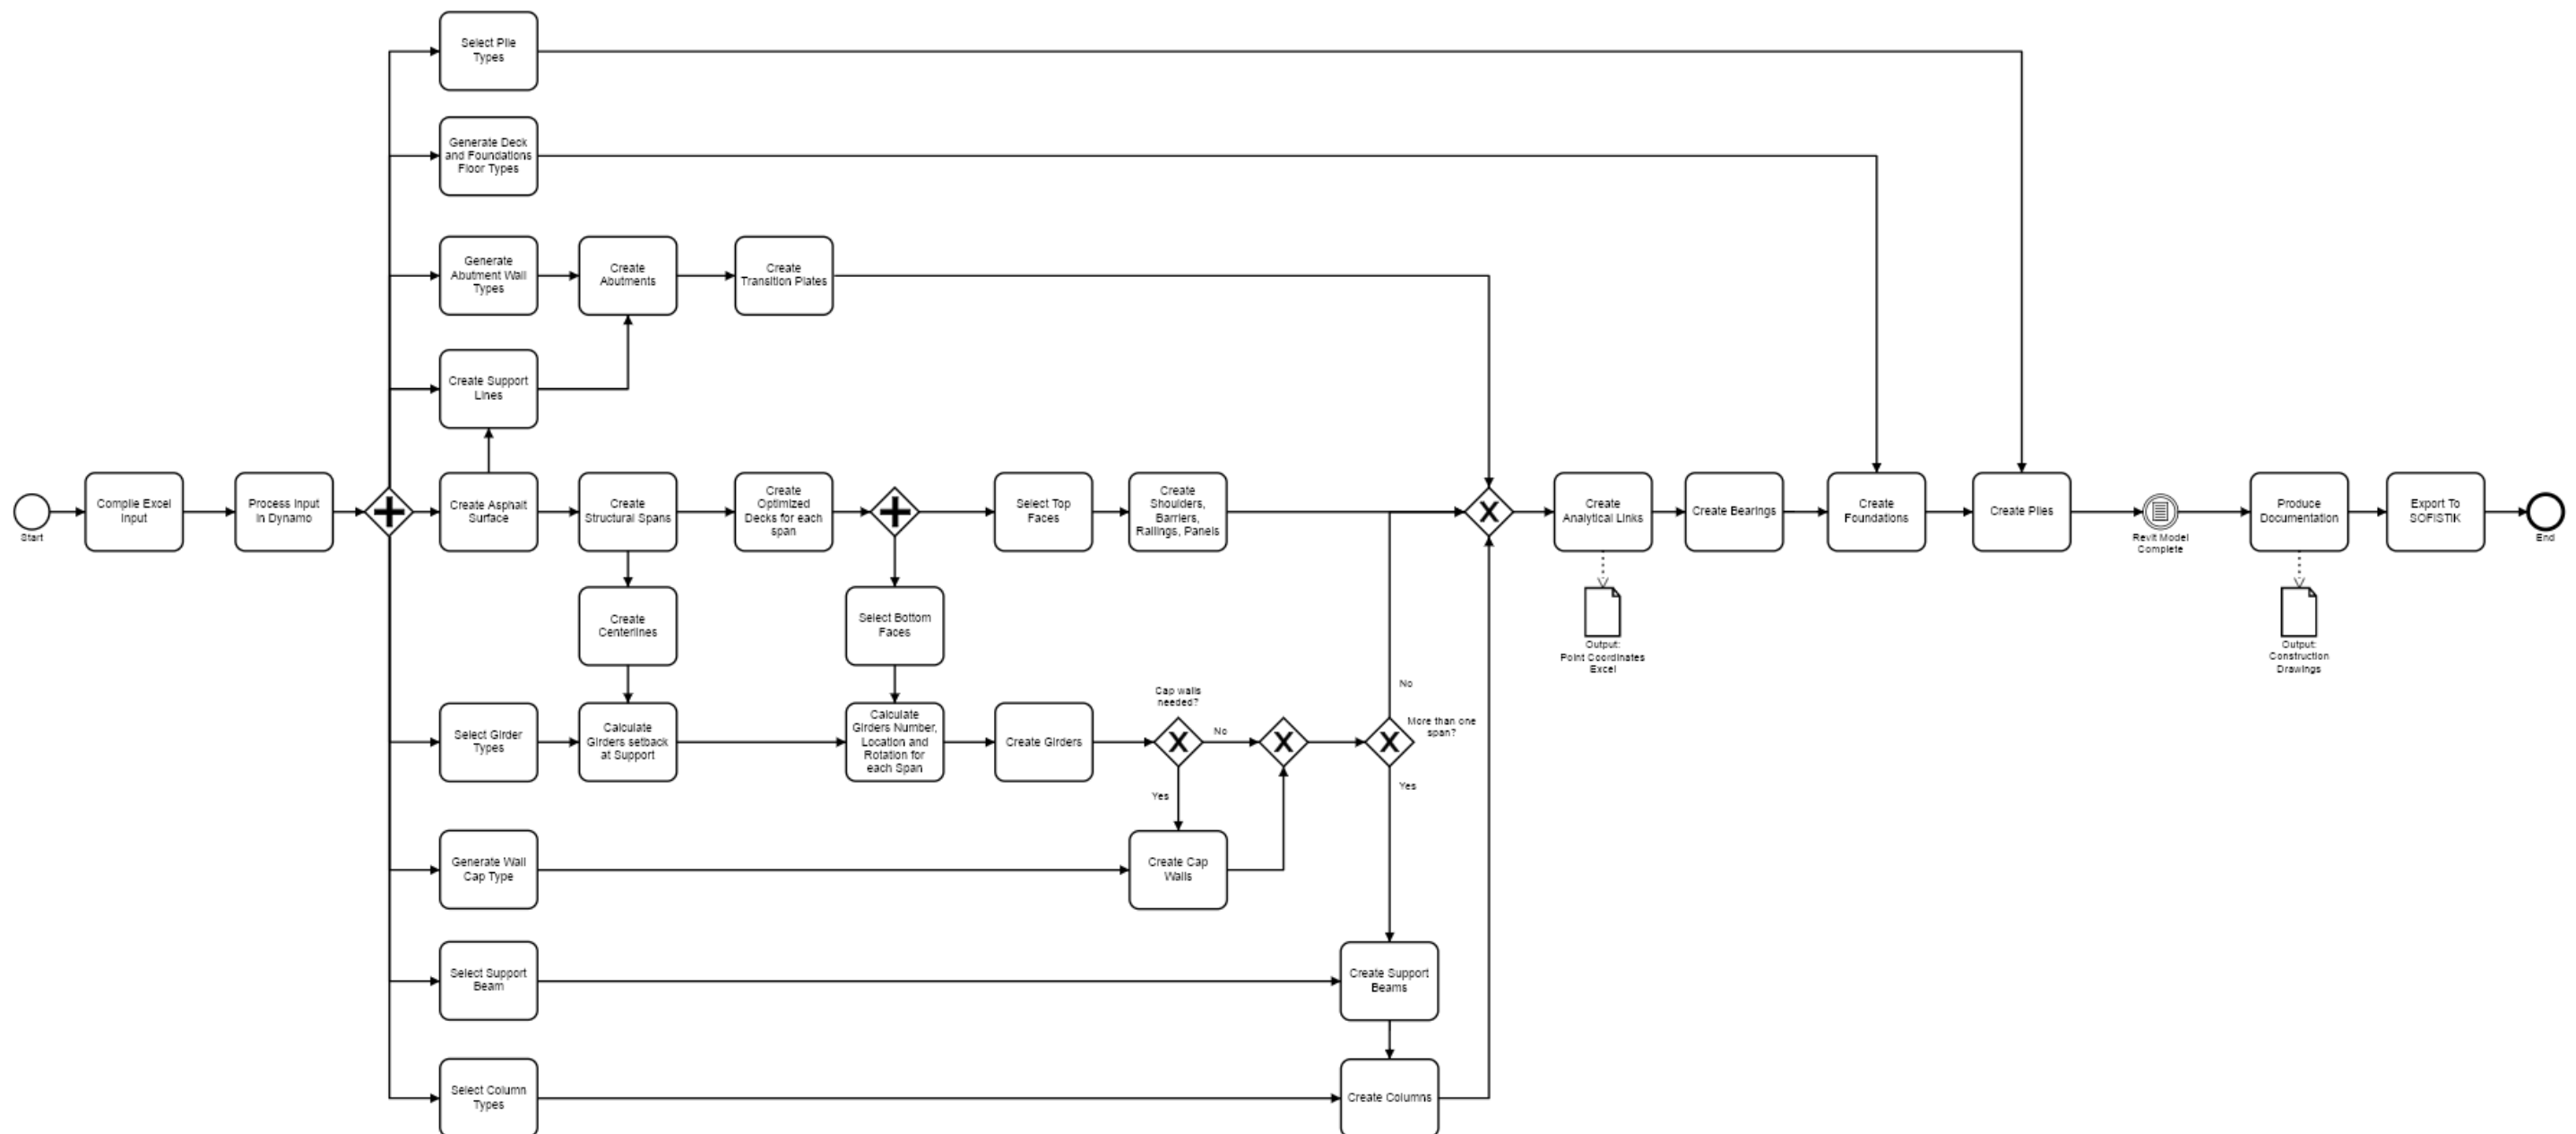 Select Pile
Types
Generate Deck
and Foundations
Floor Types
Generate
Abutment Wall
Types
Create
Abutments
Create
Transition Plates
Create Support
Lines
Start
Compile Excel
Input
Process Input
In Dynamo
Create Asphalt
Surface
Create
Structural Spans
Create
Optimized
Decks for each
span
Select Top
Faces
Create
Shoulders,
Barriers,
Railings, Panels
Create
Analytical Links
Create Bearings
Create
Foundations
Create Piles
Revit Model
Complete
Produce
Documentation
Export To
SOFISTIK
End
Create
Centerlines
Select Bottom
Faces
Output:
Point Coordinates
Excel
Output:
Construction
Drawings
Select Girder
Types
Calculate
Girders setback
at Support
Calculate
Girders Number,
Location and
Rotation for
each Span
Create Girders
Cap walls
needed?
No
Yes
No
More than one
span?
Yes
Generate Wall
Cap Type
Create Cap
Walls
Select Support
Beam
Create Support
Beams
Select Column
Types
Create Columns